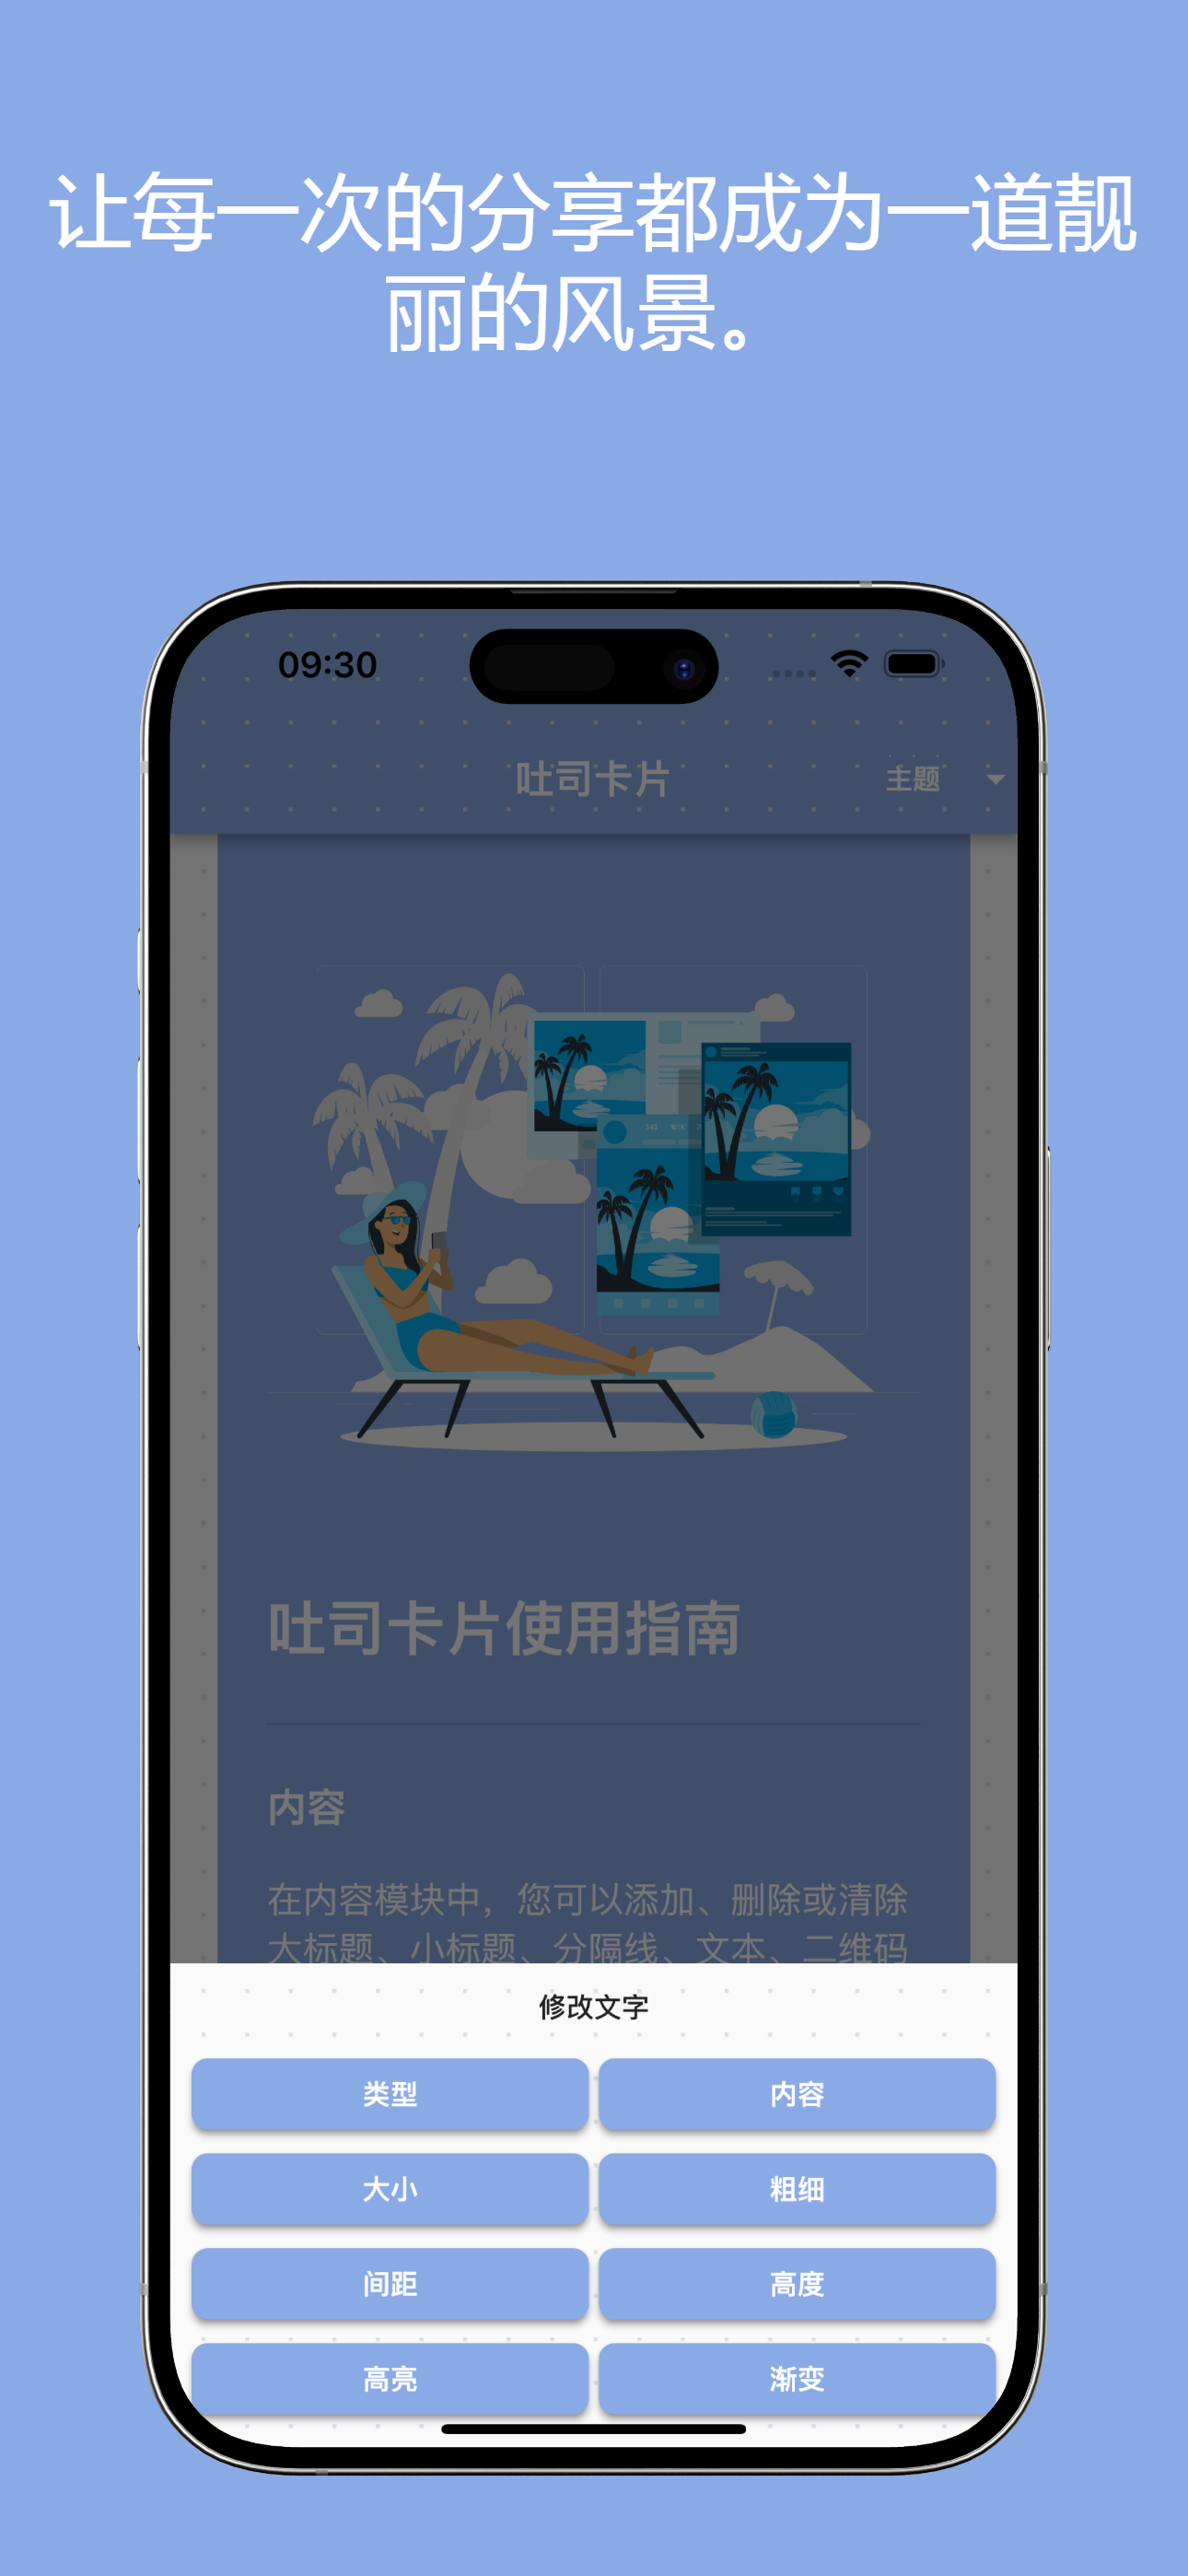 让每一次的分享都成为一道靓
丽的风景。
09:30
吐司卡片
主题
吐司卡片使用指南
内容
在内容模块中，您可以添加、删除或清除
大标题、小标题、分隔线、文本、二维码
修改文字
类型
内容
大小
粗细
间距
高度
高亮
渐变